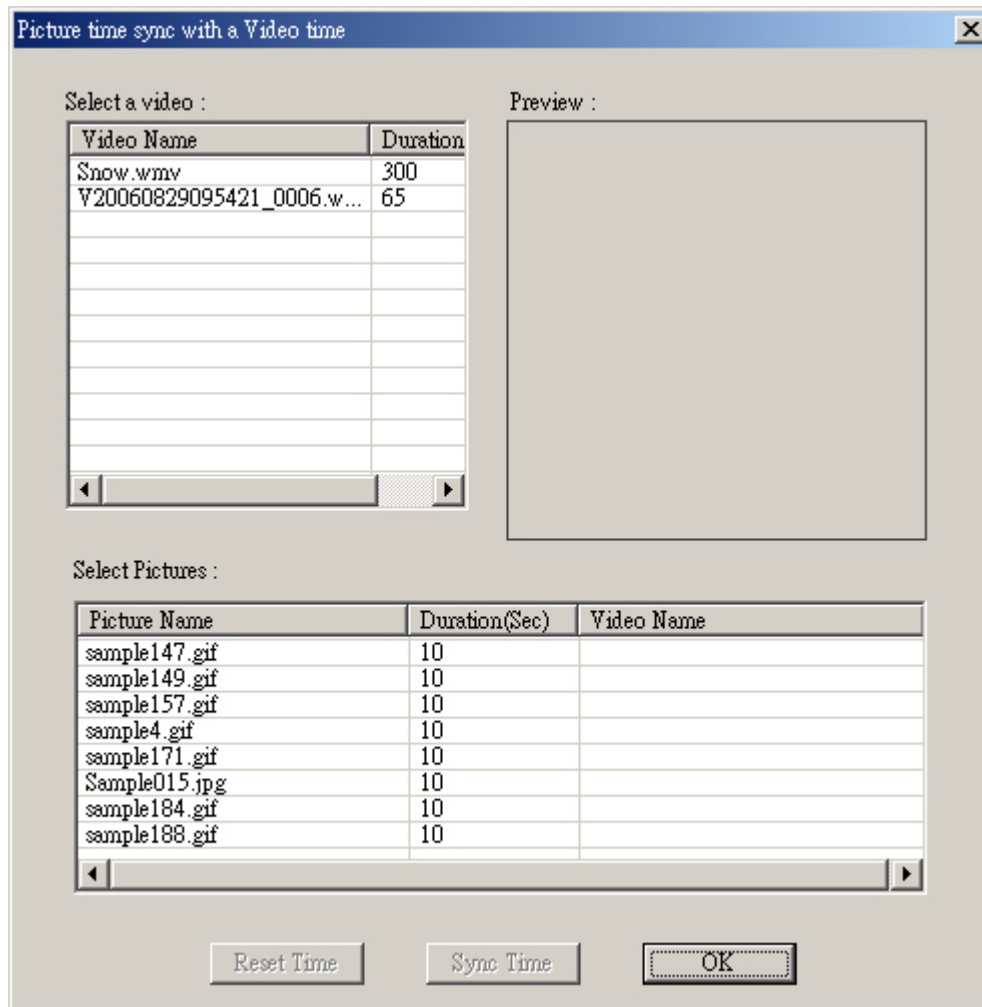 Picture time sync with a Video time
Select a video :
Video Name Duration
Snow.wmv 300
V20060829095421_0006.w... 65
Preview :
Select Pictures :
Picture Name Duration(Sec) Video Name
sample147.gif 10
sample149.gif 10
sample157.gif 10
sample4.gif 10
sample171.gif 10
Sample015.jpg 10
sample184.gif 10
sample188.gif 10
Reset Time Sync Time OK